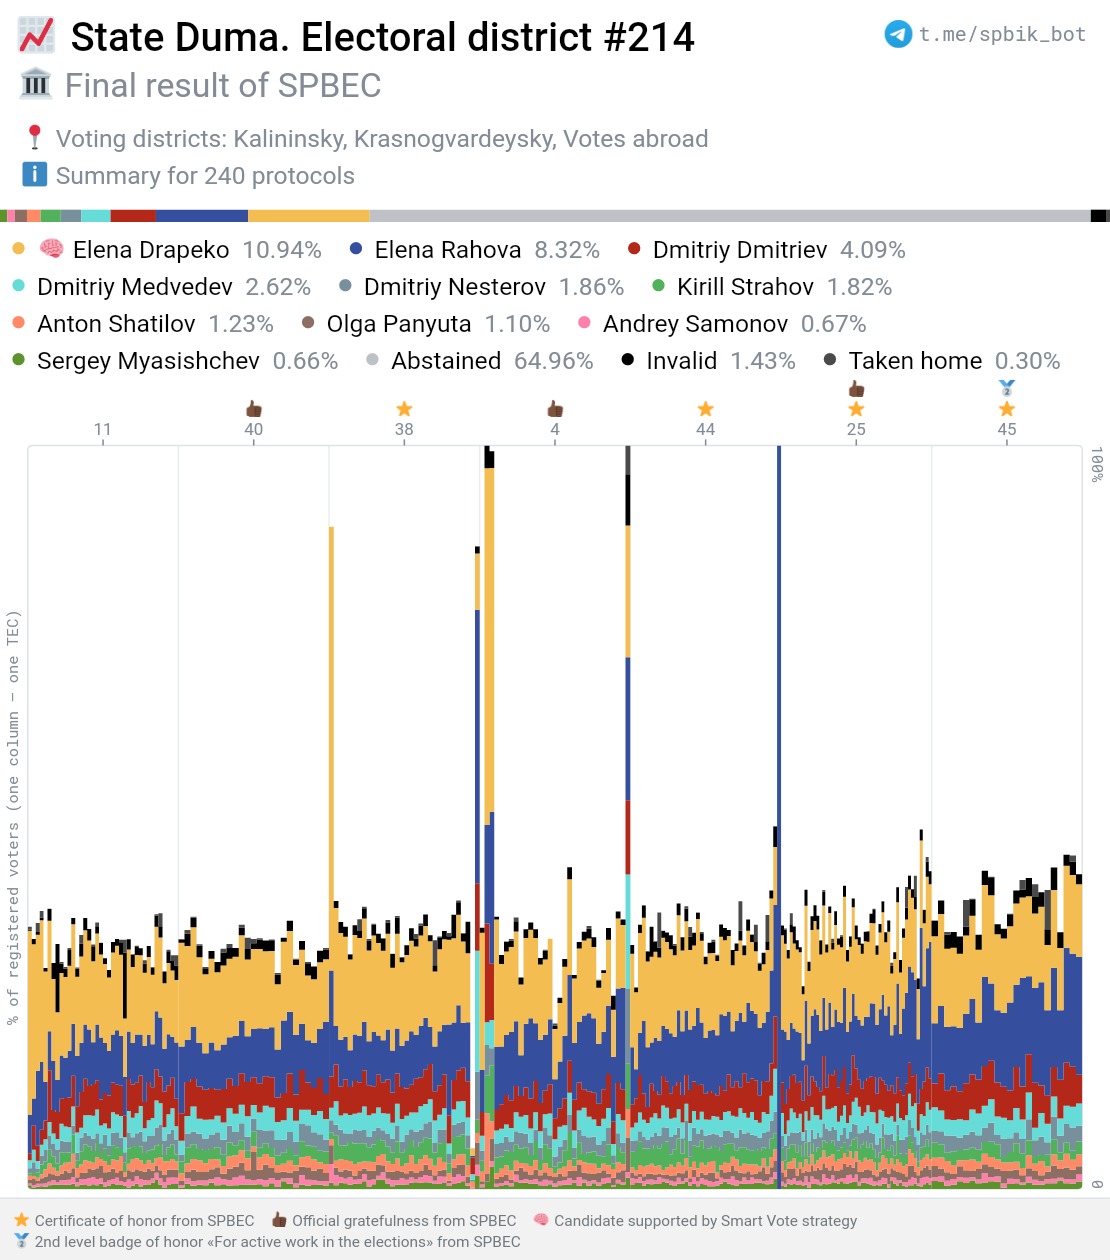 State Duma. Electoral district #214
t.me/spbik_bot
Final result of SPBEC
Voting districts: Kalininsky, Krasnogvardeysky, Votes abroad
Summary for 240 protocols
Elena Drapeko 10.94% Elena Rahova 8.32% Dmitriy Dmitriev 4.09%
Dmitriy Medvedev 2.62% Dmitriy Nesterov 1.86% Kirill Strahov 1.82%
Anton Shatilov 1.23% Olga Panyuta 1.10% Andrey Samonov 0.67%
Sergey Myasishchev 0.66% Abstained 64.96% Invalid 1.43% Taken home 0.30%
11 40 38 4 44 25 45
100%
% of registered voters (one column – one TEC)
0
Certificate of honor from SPBEC Official gratefulness from SPBEC Candidate supported by Smart Vote strategy
2nd level badge of honor «For active work in the elections» from SPBEC